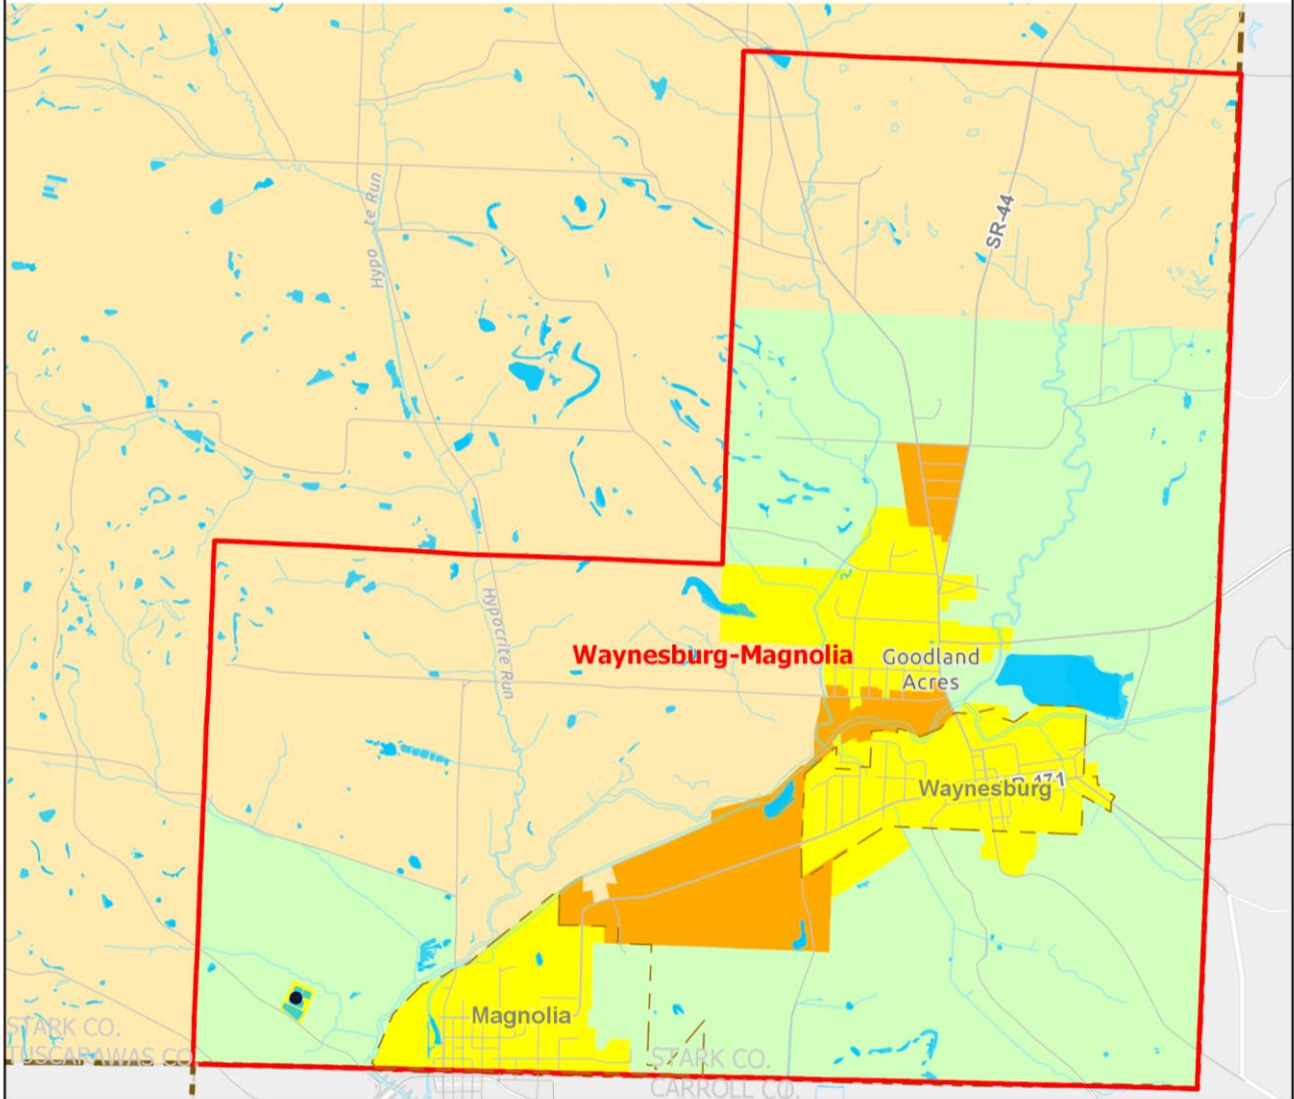 Hypo te Run
SR-44
Hypocrite Run
Waynesburg-Magnolia
Goodland
Acres
Waynesburg
471
Magnolia
STARK CO.
TUSCARAWAS CO.
STARK CO.
CARROLL CO.